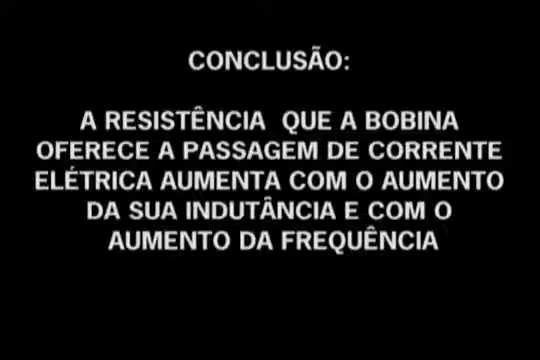 CONCLUSÃO:
A RESISTÊNCIA QUE A BOBINA
OFERECE A PASSAGEM DE CORRENTE
ELÉTRICA AUMENTA COM O AUMENTO
DA SUA INDUTÂNCIA E COM O
AUMENTO DA FREQUÊNCIA